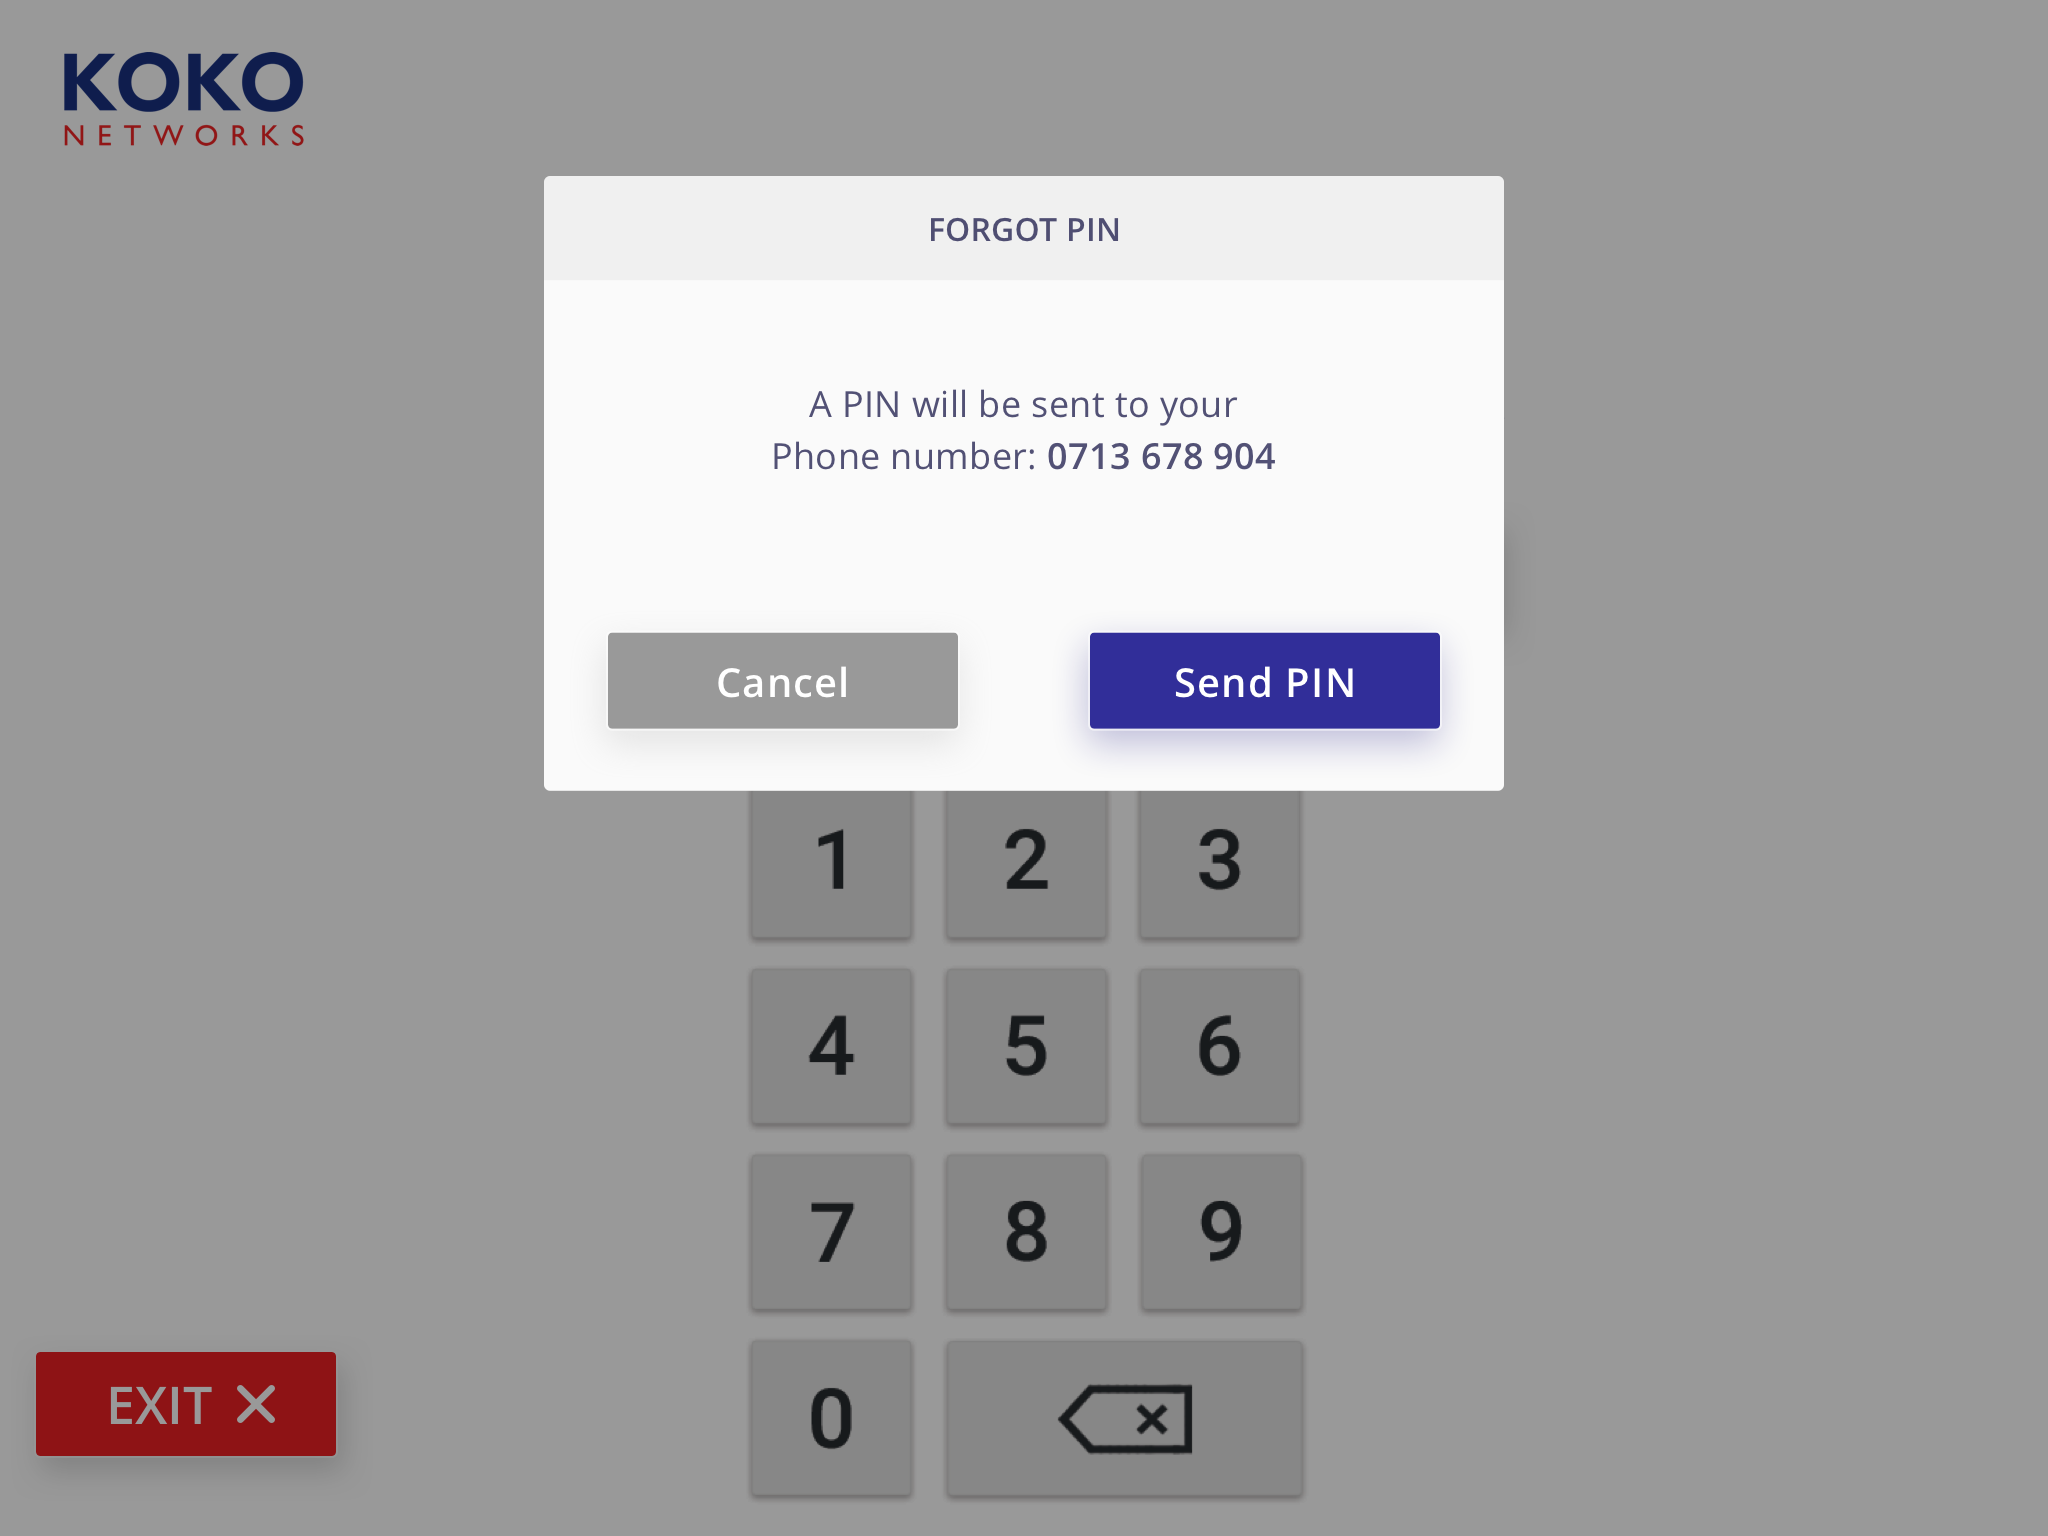 KOKO
NETWORKS
FORGOT PIN
A PIN will be sent to your
Phone number: 0713 678 904
Cancel
Send PIN
1 2 3
4 5 6
7 8 9
0
EXIT